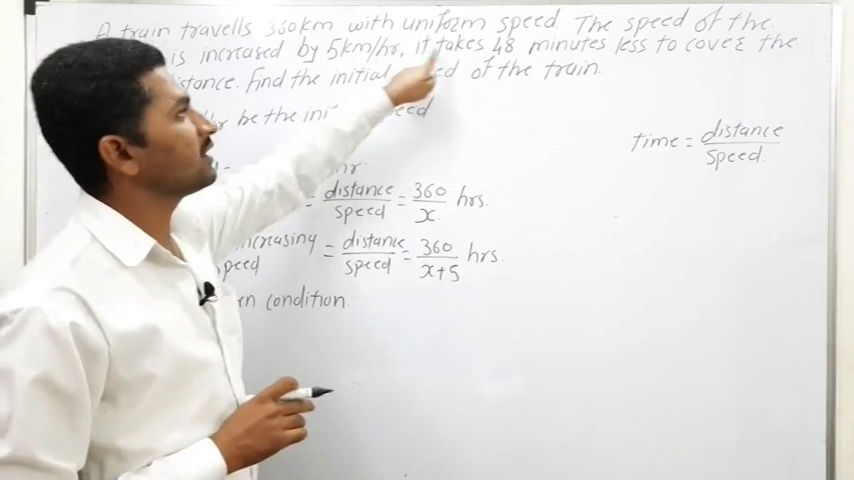 A train travells 360km with uniform speed. The speed of the
is increased by 5km/hr, it takes 48 minutes less to cover the
distance. Find the initial speed of the train.
be the speed
time = distance / speed.
hr
= distance / speed = 360 / x hrs.
increasing speed = distance / speed = 360 / x+5 hrs.
condition